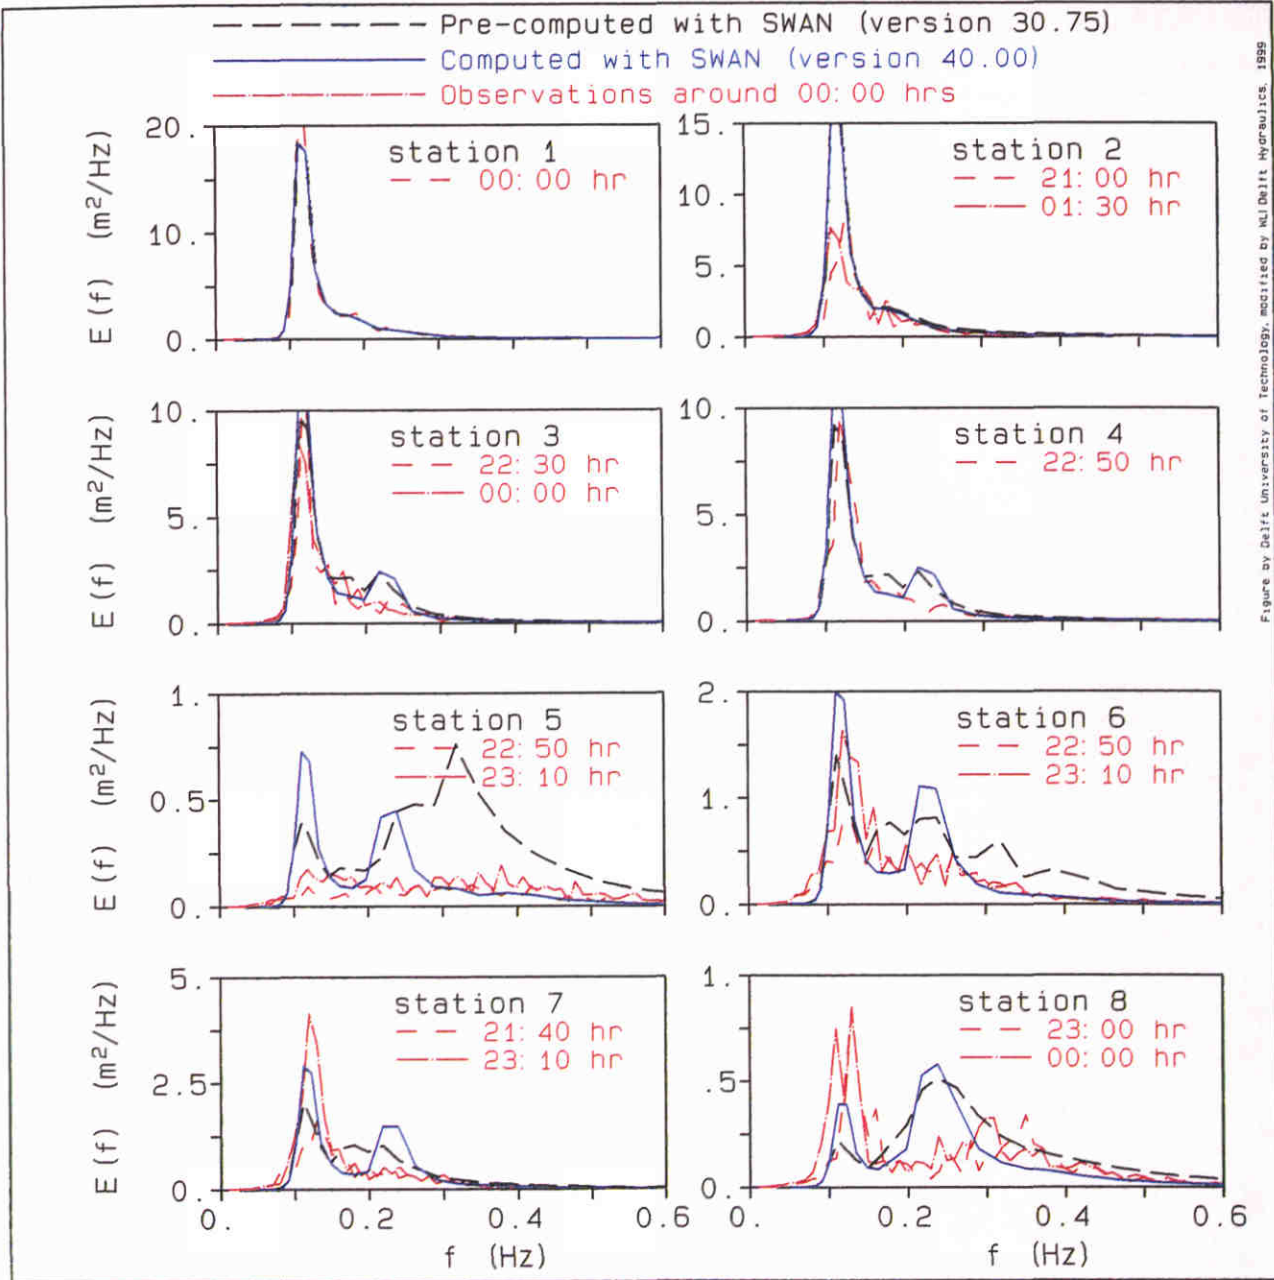 Pre-computed with SWAN (version 30.75)
Computed with SWAN (version 40.00)
Observations around 00:00 hrs
20.
10.
0.
E(f) (m²/Hz)
station 1
00:00 hr
15.
10.
5.
0.
station 2
21:00 hr
01:30 hr
10.
5.
0.
E(f) (m²/Hz)
station 3
22:30 hr
00:00 hr
10.
5.
0.
station 4
22:50 hr
1.
0.5
0.
E(f) (m²/Hz)
station 5
22:50 hr
23:10 hr
2.
1.
0.
station 6
22:50 hr
23:10 hr
5.
2.5
0.
E(f) (m²/Hz)
station 7
21:40 hr
23:10 hr
1.
.5
0.
station 8
23:00 hr
00:00 hr
0. 0.2 0.4 0.6
f (Hz)
0. 0.2 0.4 0.6
f (Hz)
Figure by Delft University of Technology, modified by WL|Delft Hydraulics, 1999